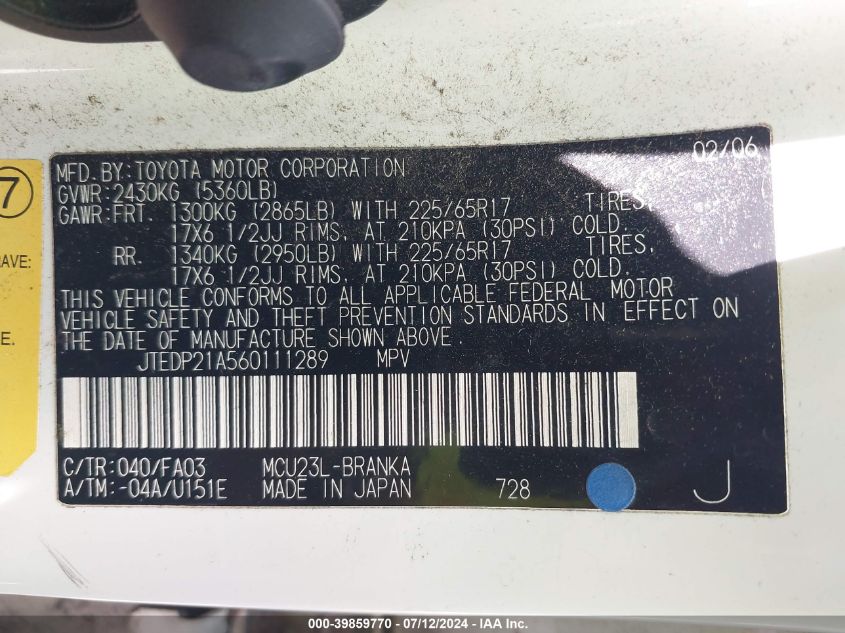 7
RAVE:
E.
MFD. BY: TOYOTA MOTOR CORPORATION 02/06
GVWR: 2430KG (5360LB)
GAWR: FRT. 1300KG (2865LB) WITH 225/65R17 TIRES,
17X6 1/2JJ RIMS, AT 210KPA (30PSI) COLD.
RR. 1340KG (2950LB) WITH 225/65R17 TIRES,
17X6 1/2JJ RIMS, AT 210KPA (30PSI) COLD.
THIS VEHICLE CONFORMS TO ALL APPLICABLE FEDERAL MOTOR
VEHICLE SAFETY AND THEFT PREVENTION STANDARDS IN EFFECT ON
THE DATE OF MANUFACTURE SHOWN ABOVE.
JTEDP21A560111289 MPV
C/TR: 040/FA03 MCU23L-BRANKA
A/TM: -04A/U151E MADE IN JAPAN 728 J
000-39859770 - 07/12/2024 - IAAI Inc.